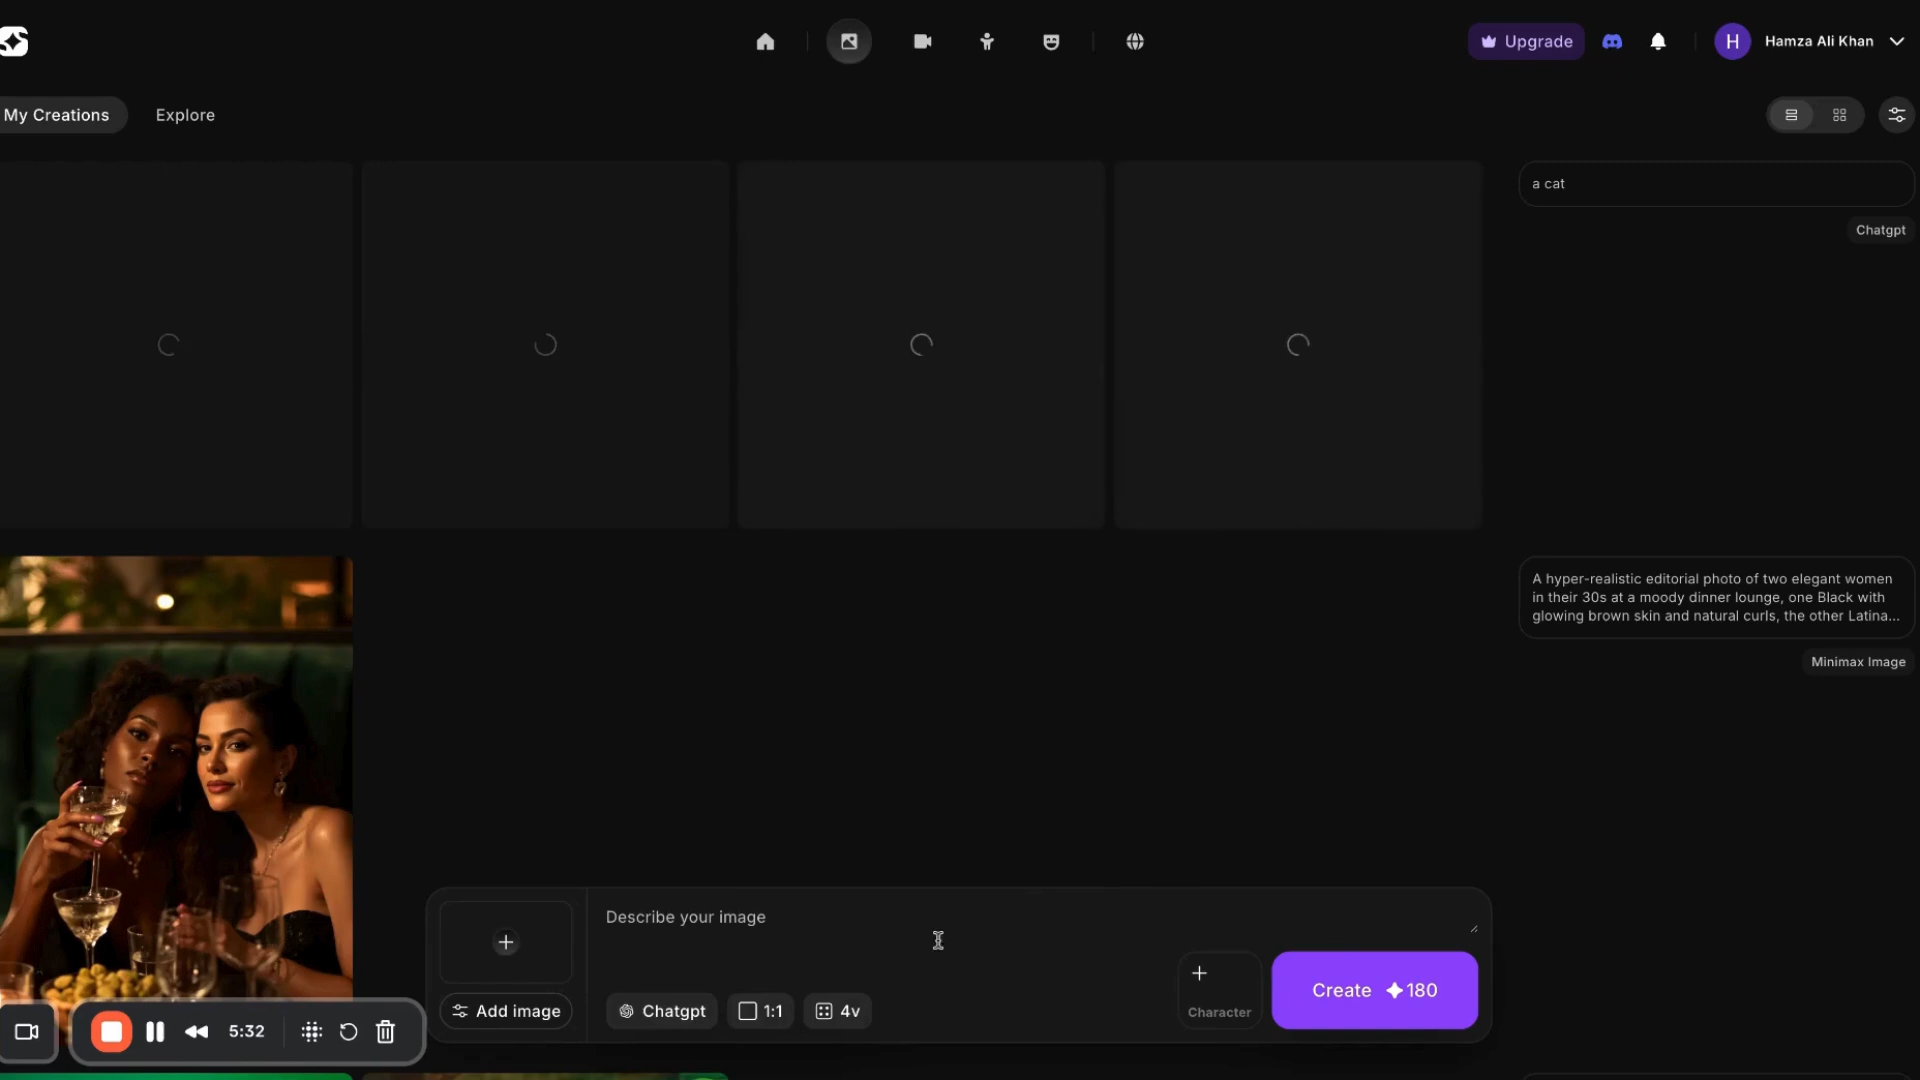 Upgrade
H
Hamza Ali Khan
My Creations
Explore
a cat
Chatgpt
A hyper-realistic editorial photo of two elegant women
in their 30s at a moody dinner lounge, one Black with
glowing brown skin and natural curls, the other Latina...
Minimax Image
Describe your image
Add image
Chatgpt
1:1
4v
Character
Create 180
5:32